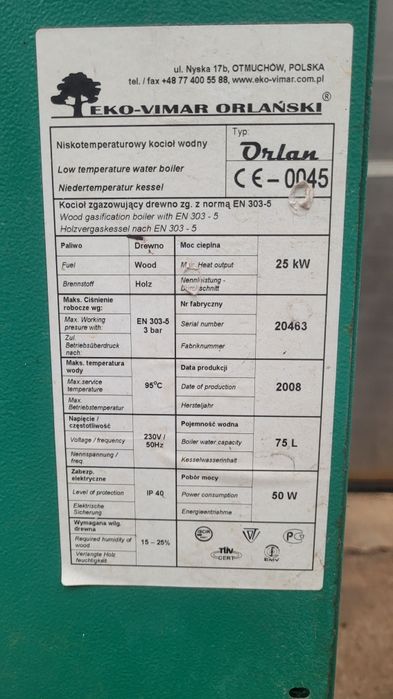 ul. Nyska 17b, OTMUCHÓW, POLSKA
tel. / fax +48 77 400 55 88, www.eko-vimar.com.pl
EKO-VIMAR ORLAŃSKI ®
Niskotemperaturowy kocioł wodny
Low temperature water boiler
Niedertemperatur kessel
Typ:
Orlan
CE-0045
Kocioł zgazowujący drewno zg. z normą EN 303-5
Wood gasification boiler with EN 303 - 5
Holzvergaskessel nach EN 303 - 5
Paliwo
Fuel
Brennstoff
Drewno
Wood
Holz
Moc cieplna
Heat output
25 kW
Maks. Ciśnienie
robocze wg:
Max. Working
presure with:
Zul.
Betriebsüberdruck
nach:
EN 303-5
3 bar
Nr fabryczny
Serial number
Fabriknummer
20463
Maks. temperatura
wody
Max.service
temperature
Max.
Betriebstemperatur
95°C
Data produkcji
Date of production
Hersteljahr
2008
Napięcie /
częstotliwość
Voltage / frequency
Nennspannung /
freq.
230V/
50Hz
Pojemność wodna
Boiler water capacity
Kesselwasserinhalt
75 L
Zabezp.
elektryczne
Level of protection
Elektrische
Sicherung
IP 40
Pobór mocy
Power consumption
Energieentnahme
50 W
Wymagana wilg.
drewna
Required humidity of
wood
Verlangte Holz
feuchtigkeit
15 – 25%
TÜV
CERT
EMV